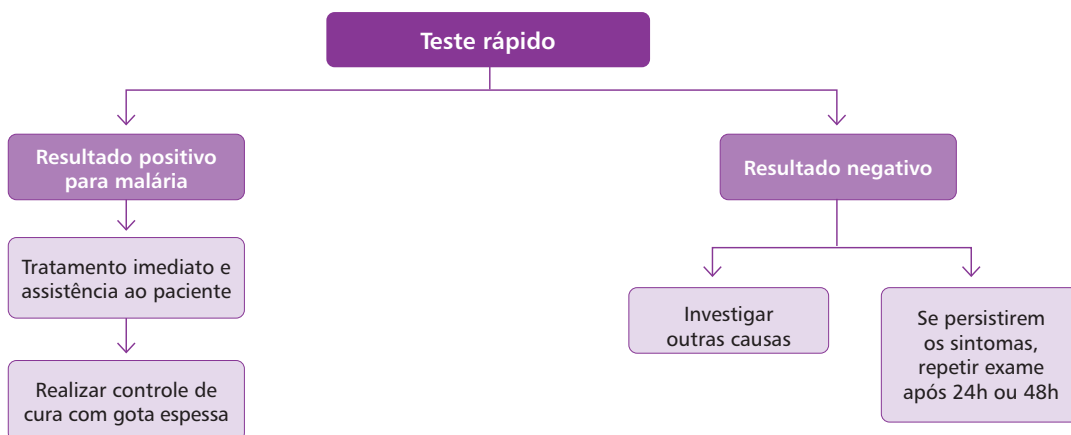 Teste rápido
Resultado positivo
para malária
Tratamento imediato e
assistência ao paciente
Realizar controle de
cura com gota espessa
Resultado negativo
Investigar
outras causas
Se persistirem
os sintomas,
repetir exame
após 24h ou 48h